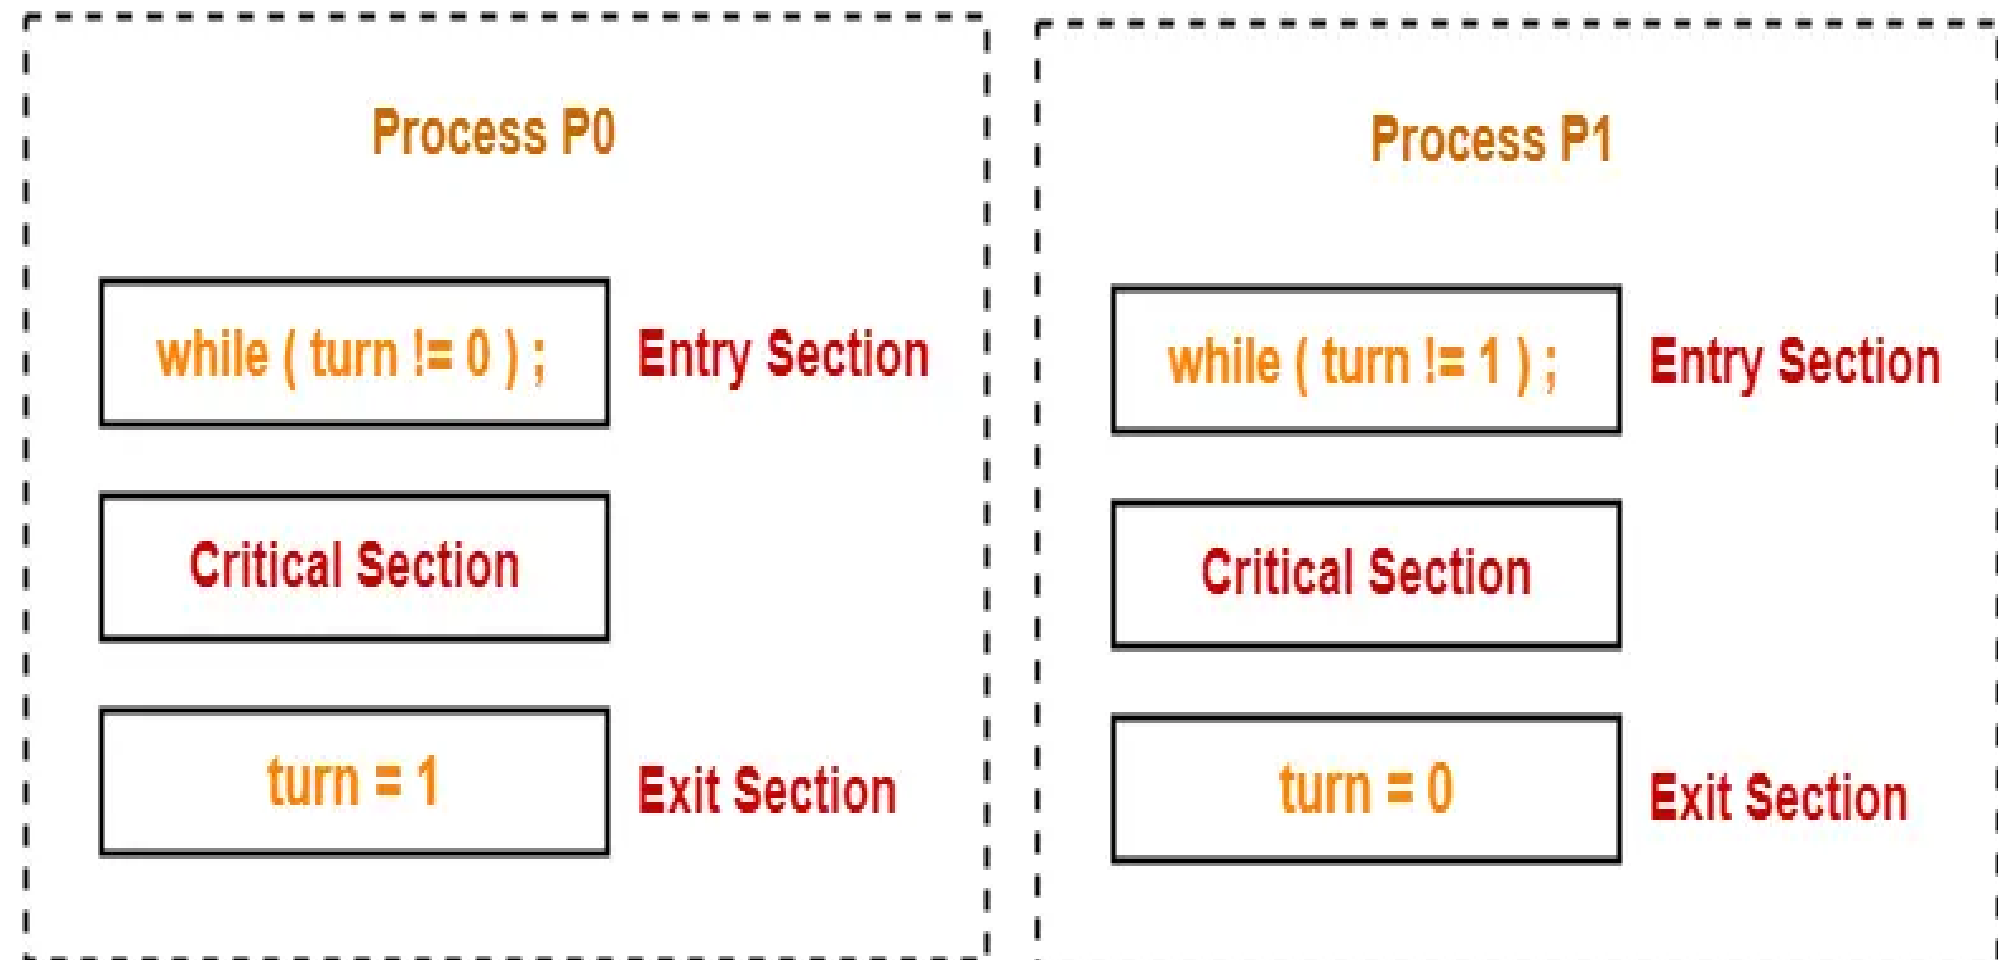 Process P0
while ( turn != 0 ) ;
Entry Section
Critical Section
turn = 1
Exit Section
Process P1
while ( turn != 1 ) ;
Entry Section
Critical Section
turn = 0
Exit Section